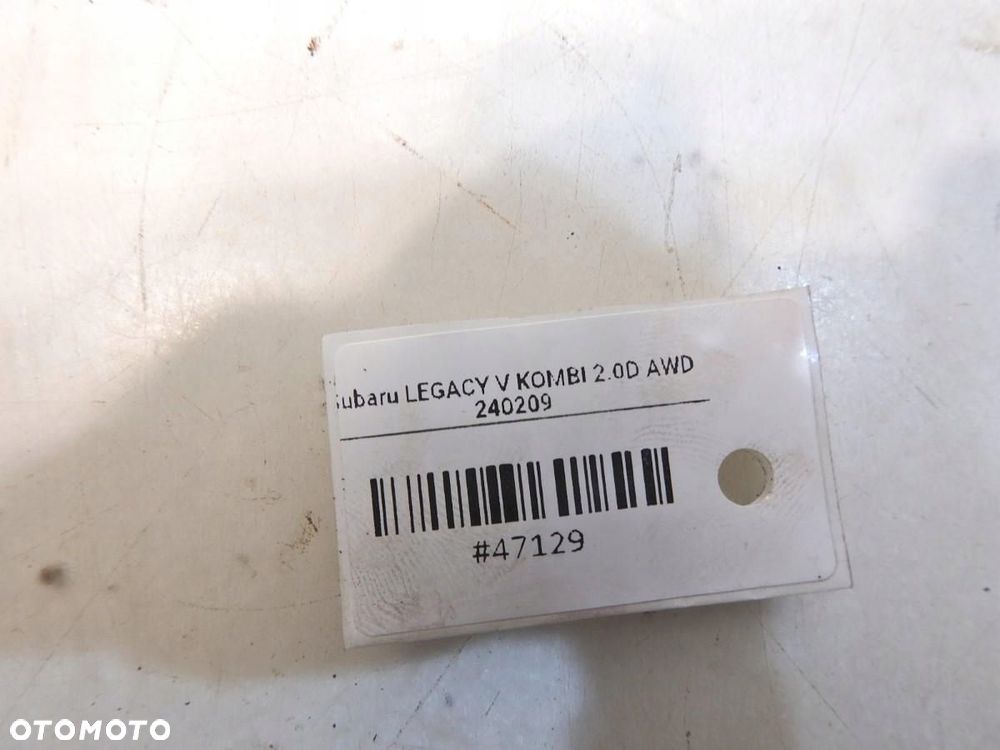 Subaru LEGACY V KOMBI 2.0D AWD
240209
#47129
OTOMOTO